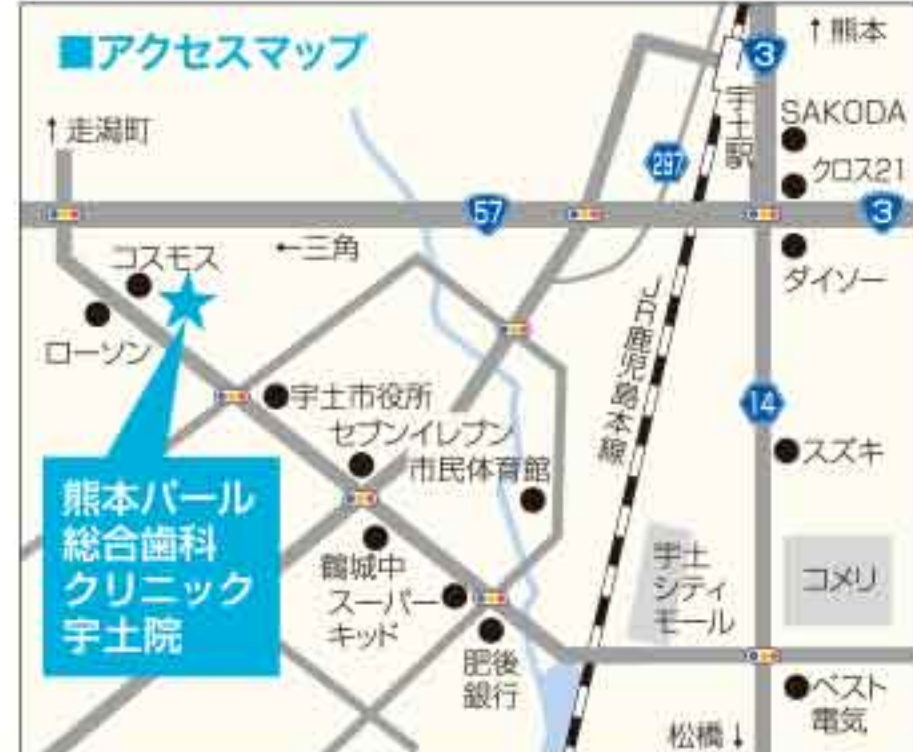 ■アクセスマップ
↑熊本
3
宇土駅
SAKODA
↑走潟町
297
クロス21
57
3
コスモス
←三角
ダイソー
ローソン
JR鹿児島本線
宇土市役所
14
セブンイレブン
市民体育館
スズキ
熊本パール
総合歯科
クリニック
宇土院
鶴城中
スーパー
キッド
宇土
シティ
モール
コメリ
肥後
銀行
ベスト
電気
松橋↓